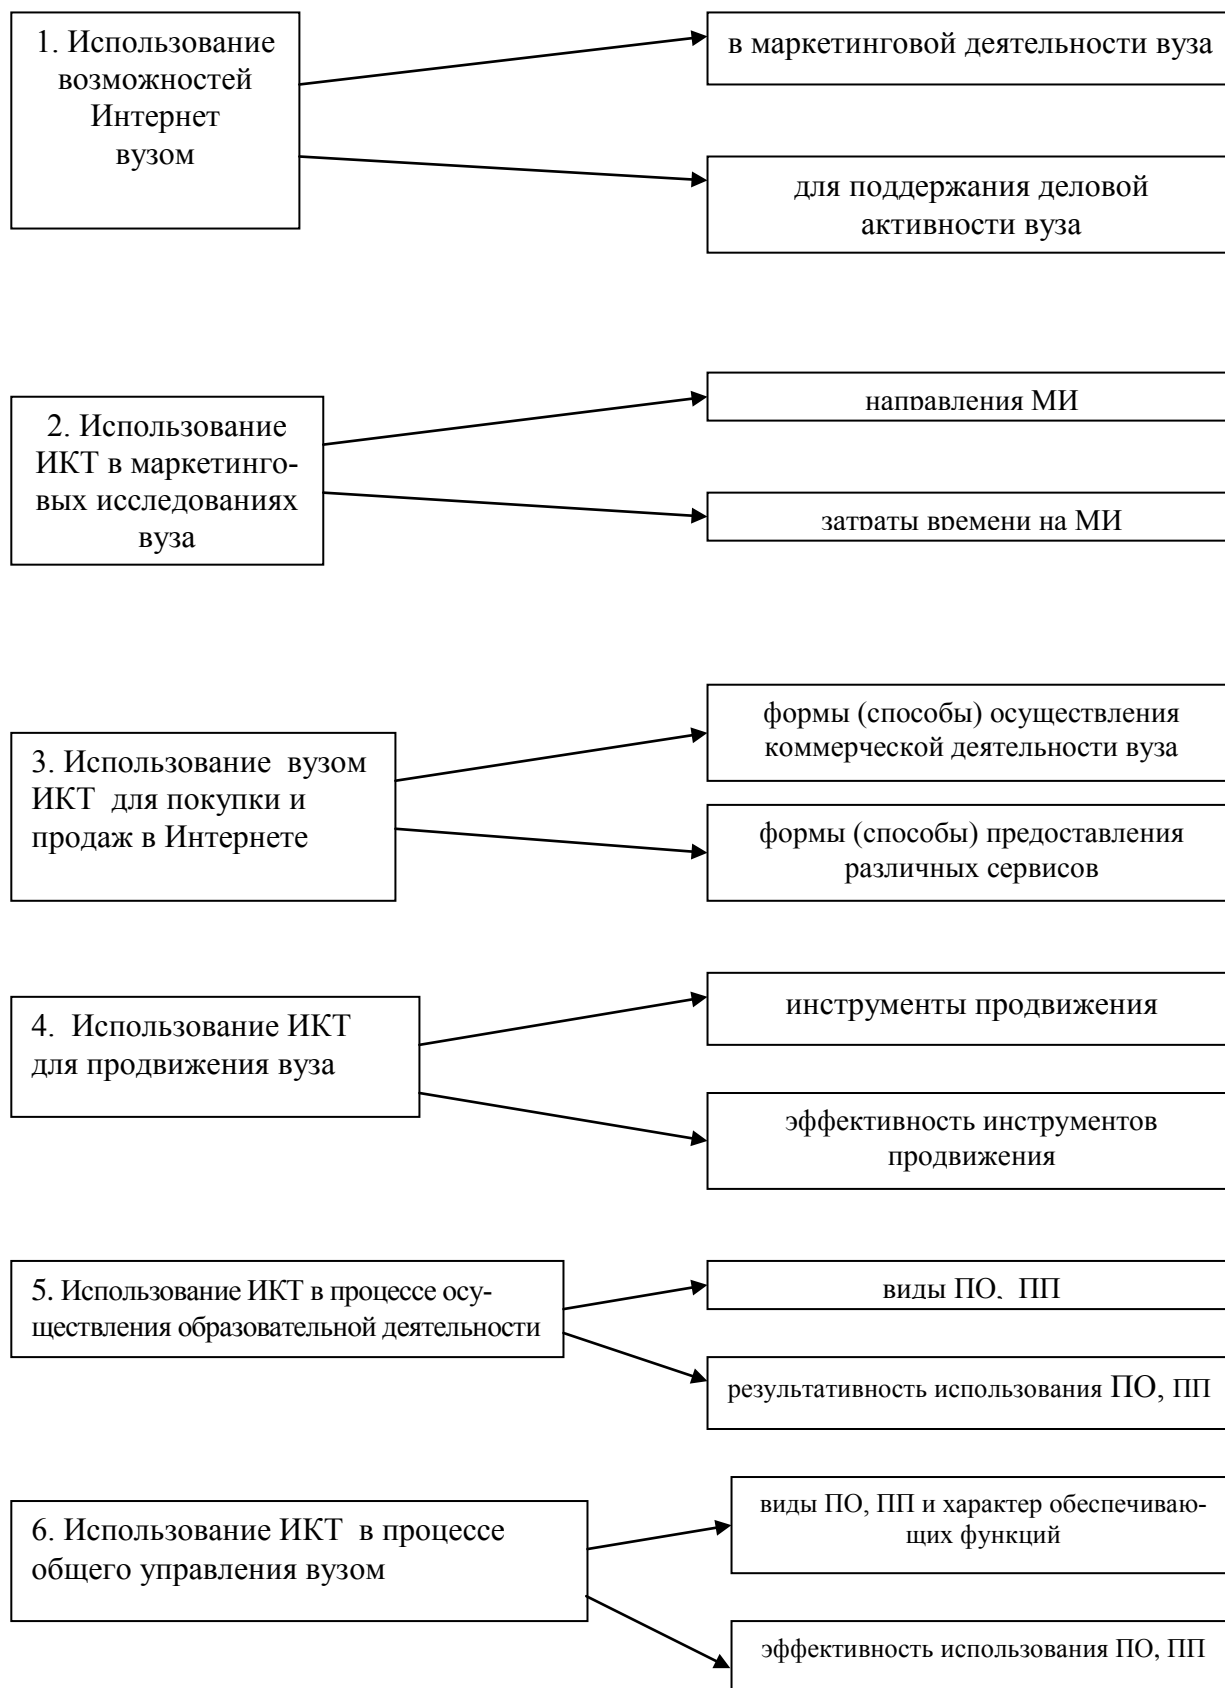 1. Использование
возможностей
Интернет
вузом
в маркетинговой деятельности вуза
для поддержания деловой
активности вуза
2. Использование
ИКТ в маркетинго-
вых исследованиях
вуза
направления МИ
затраты времени на МИ
3. Использование вузом
ИКТ для покупки и
продаж в Интернете
формы (способы) осуществления
коммерческой деятельности вуза
формы (способы) предоставления
различных сервисов
4. Использование ИКТ
для продвижения вуза
инструменты продвижения
эффективность инструментов
продвижения
5. Использование ИКТ в процессе осу-
ществления образовательной деятельности
виды ПО, ПП
результативность использования ПО, ПП
6. Использование ИКТ в процессе
общего управления вузом
виды ПО, ПП и характер обеспечиваю-
щих функций
эффективность использования ПО, ПП